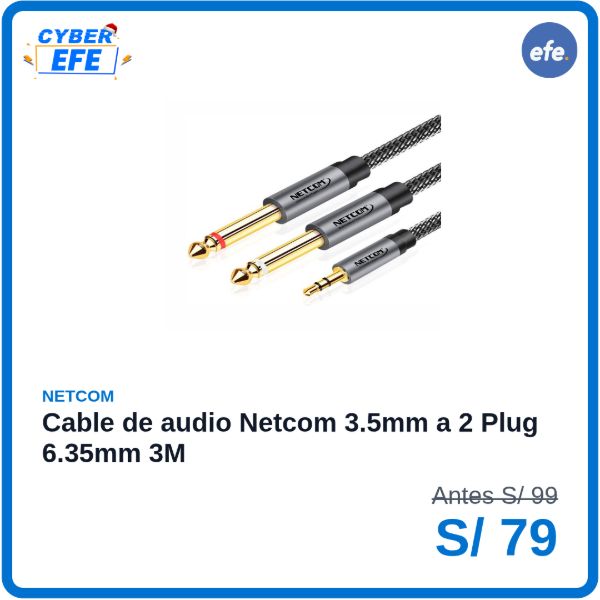 CYBER
EFE
efe.
NETCOM
NETCOM
NETCOM
NETCOM
Cable de audio Netcom 3.5mm a 2 Plug
6.35mm 3M
Antes S/ 99
S/ 79